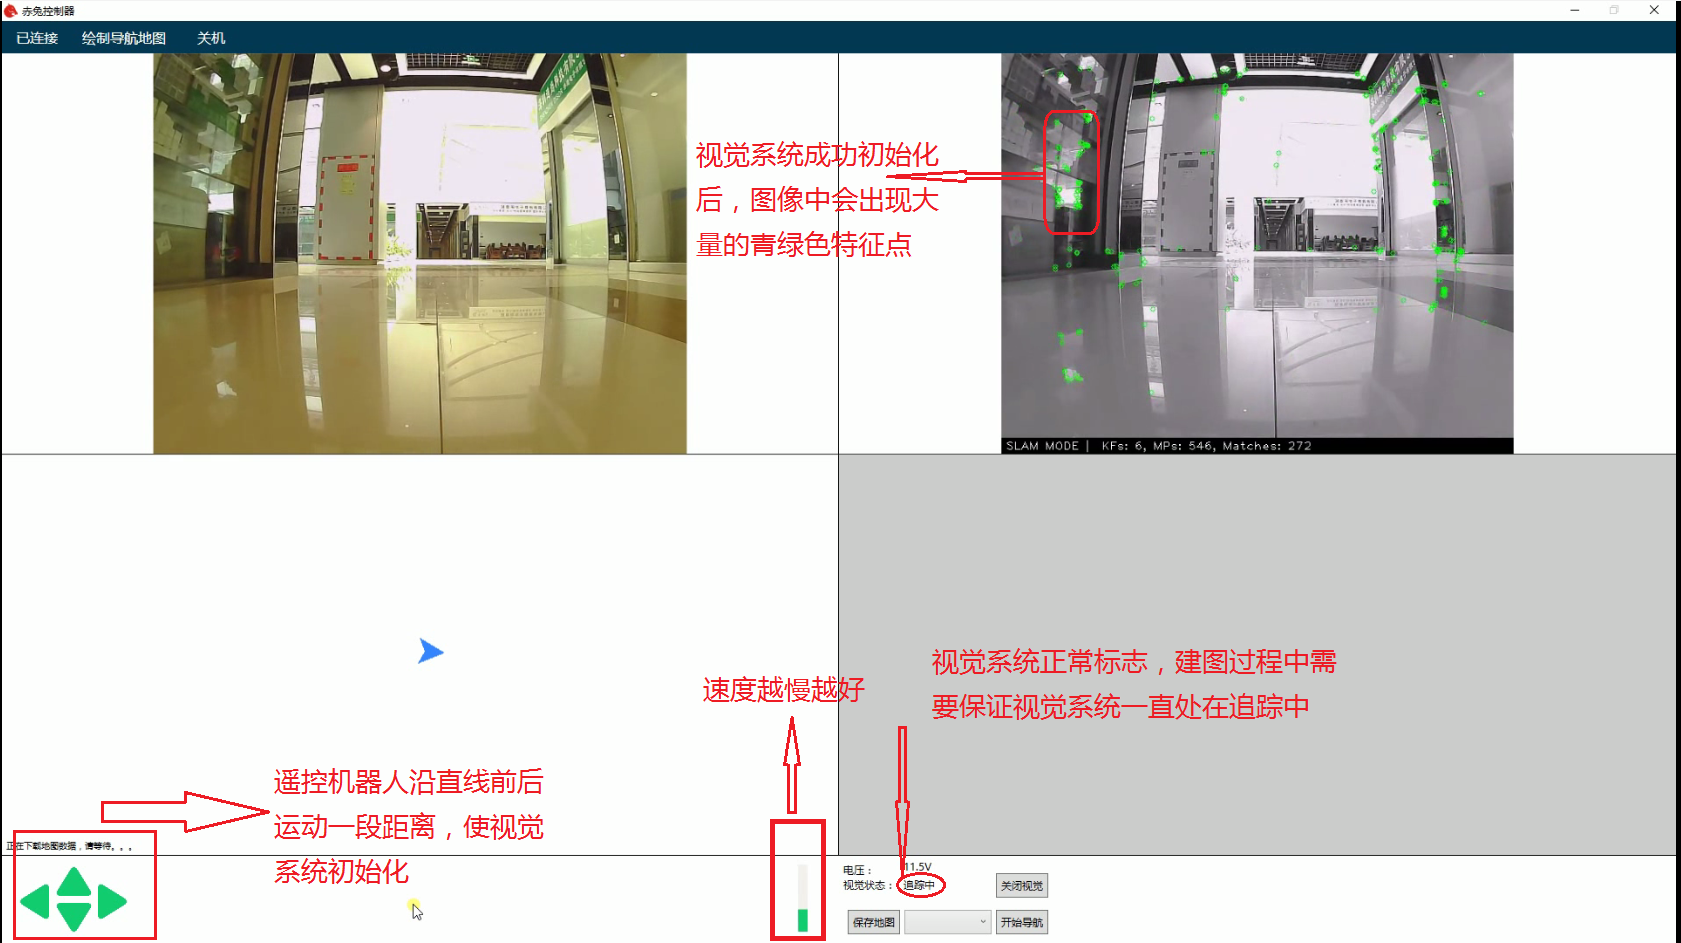 赤兔控制器
已连接 绘制导航地图 关机
视觉系统成功初始化
后，图像中会出现大
量的青绿色特征点
SLAM MODE | KFs: 6, MPs: 546, Matches: 272
速度越慢越好
视觉系统正常标志，建图过程中需
要保证视觉系统一直处在追踪中
遥控机器人沿直线前后
运动一段距离，使视觉
系统初始化
正在下载地图数据，请等待。。。
电压： 11.5V
视觉状态： 追踪中
关闭视觉
保存地图 开始导航